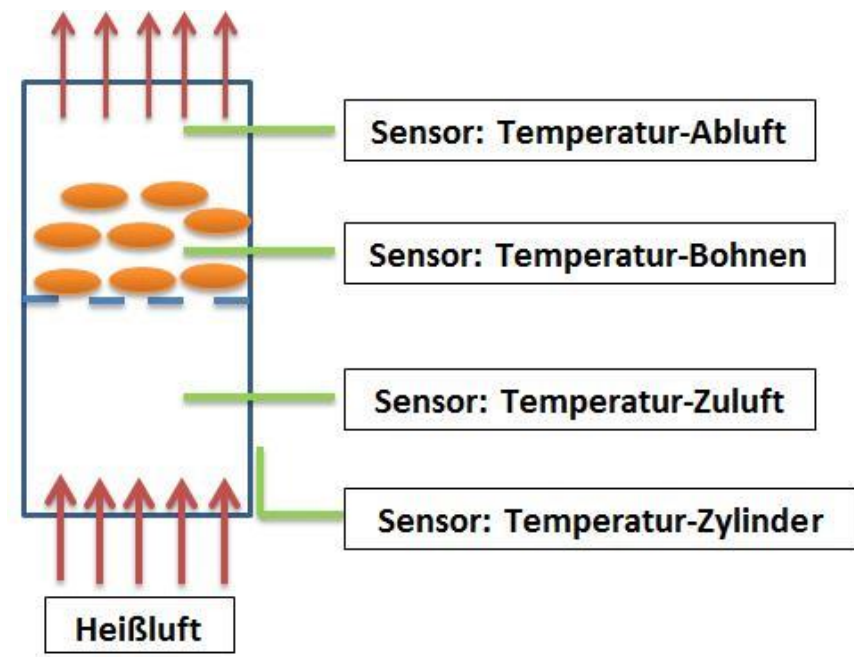 Sensor: Temperatur-Abluft
Sensor: Temperatur-Bohnen
Sensor: Temperatur-Zuluft
Sensor: Temperatur-Zylinder
Heißluft